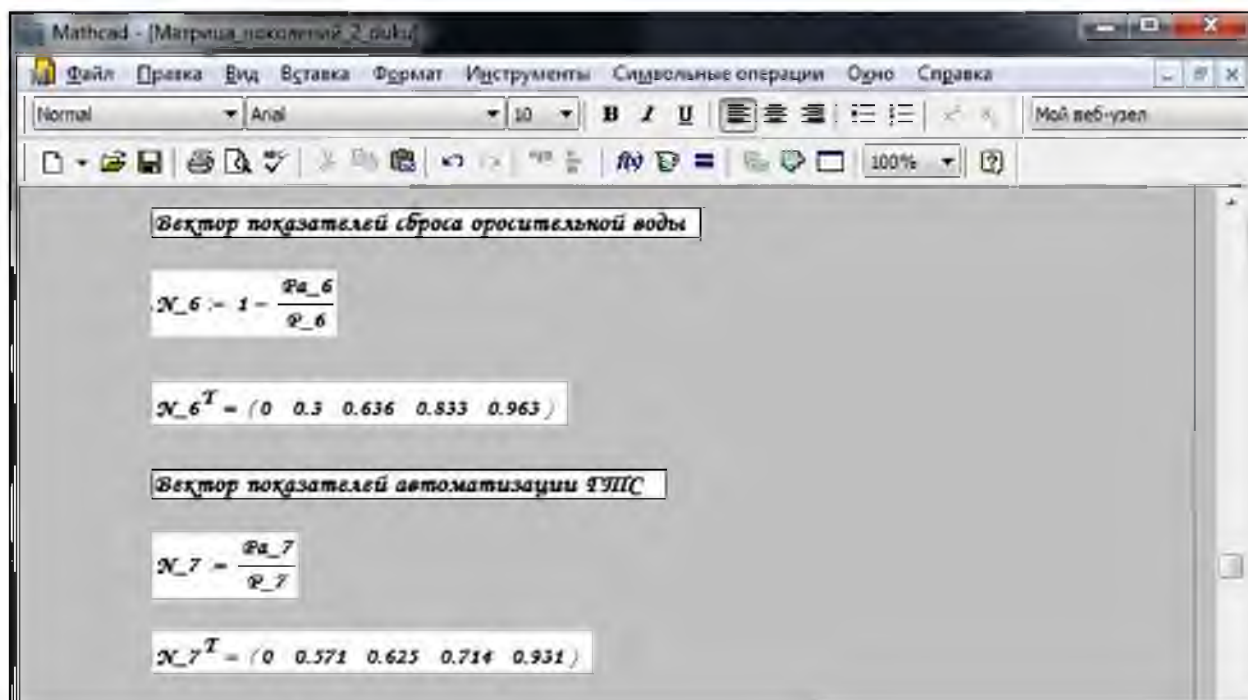 Mathcad - [Матрица_поколений_2_duku]
Файл Правка Вид Вставка Формат Инструменты Символьные операции Окно Справка
Normal Arial 10 B I U Мой веб-узел
100%
Вектор показателей сброса оросительной воды
N_6 := 1 - Pa_6
P_6
N_6^T = (0 0.3 0.636 0.833 0.963)
Вектор показателей автоматизации ГТС
N_7 := Pa_7
P_7
N_7^T = (0 0.571 0.625 0.714 0.931)